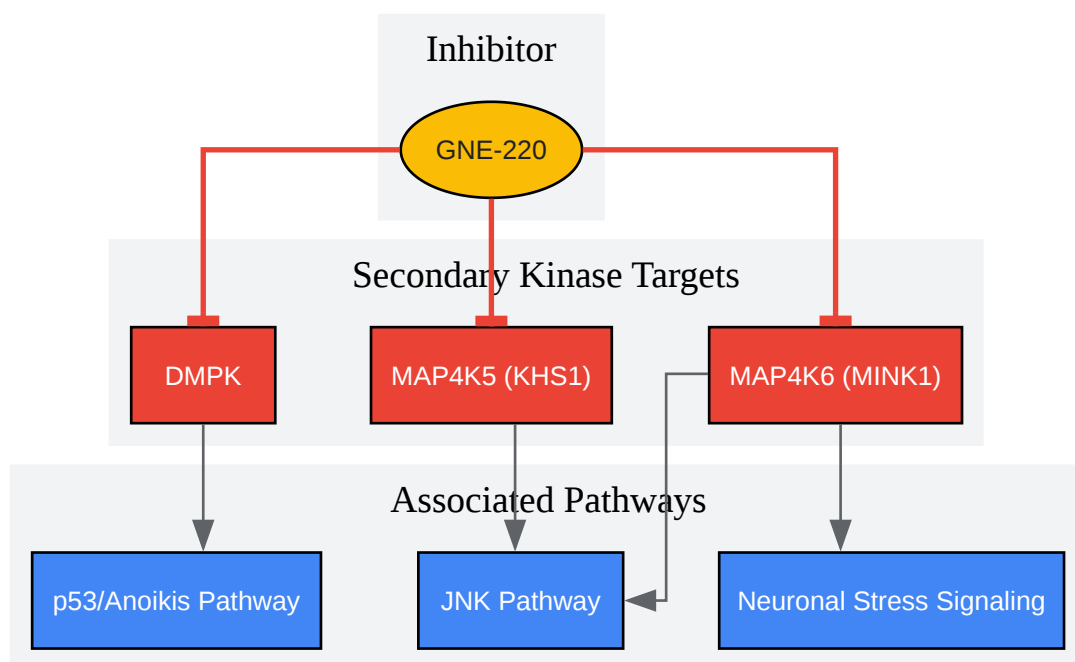 Inhibitor
GNE-220
Secondary Kinase Targets
DMPK
MAP4K5 (KHS1)
MAP4K6 (MINK1)
Associated Pathways
p53/Anoikis Pathway
JNK Pathway
Neuronal Stress Signaling